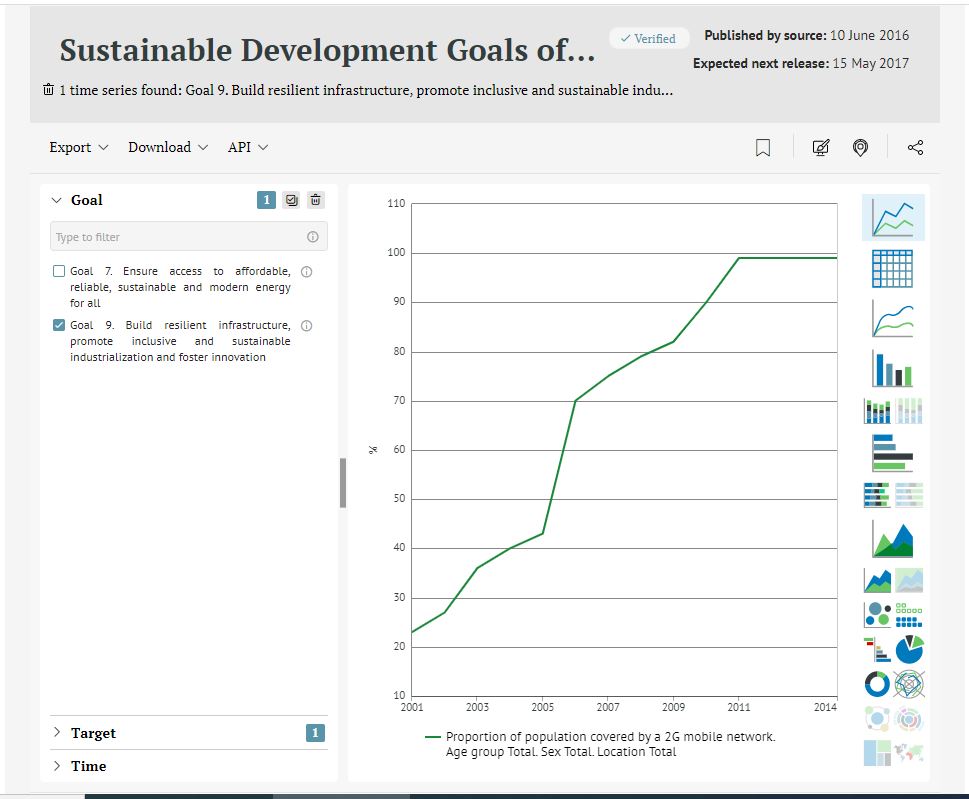 Sustainable Development Goals of...
Verified
Published by source: 10 June 2016
Expected next release: 15 May 2017
1 time series found: Goal 9. Build resilient infrastructure, promote inclusive and sustainable indu...
Export
Download
API
Goal
1
Type to filter
Goal 7. Ensure access to affordable,
reliable, sustainable and modern energy
for all
Goal 9. Build resilient infrastructure,
promote inclusive and sustainable
industrialization and foster innovation
Target
1
Time
110
100
90
80
70
60
50
40
30
20
10
%
2001
2003
2005
2007
2009
2011
2014
Proportion of population covered by a 2G mobile network.
Age group Total. Sex Total. Location Total